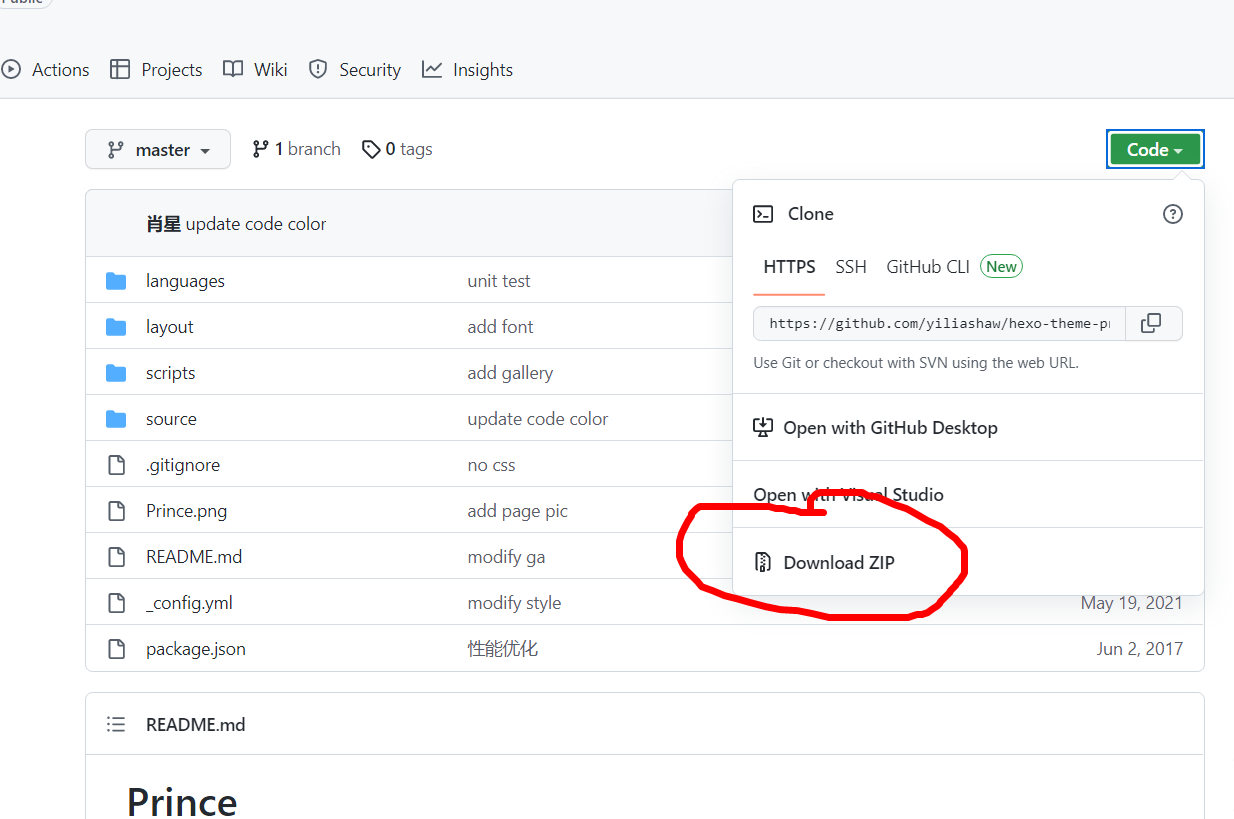 Public
Actions Projects Wiki Security Insights
master 1 branch 0 tags Code
肖星 update code color
Clone
HTTPS SSH GitHub CLI New
https://github.com/yiliashaw/hexo-theme-pr
Use Git or checkout with SVN using the web URL.
Open with GitHub Desktop
Open with Visual Studio
Download ZIP
languages unit test
layout add font
scripts add gallery
source update code color
.gitignore no css
Prince.png add page pic
README.md modify ga
_config.yml modify style May 19, 2021
package.json 性能优化 Jun 2, 2017
README.md
Prince